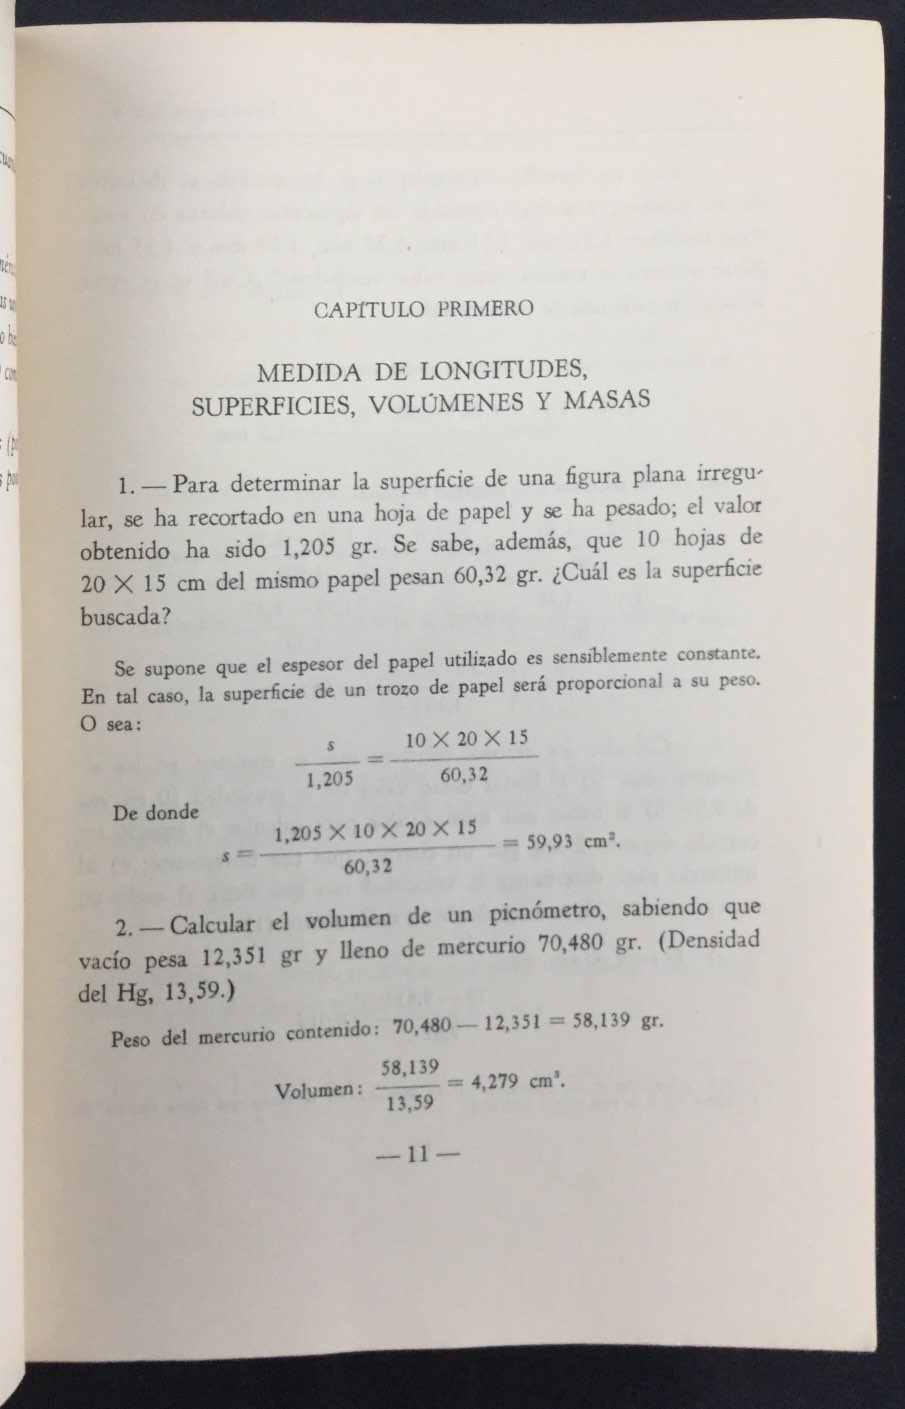 CAPÍTULO PRIMERO
MEDIDA DE LONGITUDES,
SUPERFICIES, VOLÚMENES Y MASAS
1. — Para determinar la superficie de una figura plana irregu-
lar, se ha recortado en una hoja de papel y se ha pesado; el valor
obtenido ha sido 1,205 gr. Se sabe, además, que 10 hojas de
20 × 15 cm del mismo papel pesan 60,32 gr. ¿Cuál es la superficie
buscada?
Se supone que el espesor del papel utilizado es sensiblemente constante.
En tal caso, la superficie de un trozo de papel será proporcional a su peso.
O sea:
s / 1,205 = 10 × 20 × 15 / 60,32
De donde
s = 1,205 × 10 × 20 × 15 / 60,32 = 59,93 cm².
2. — Calcular el volumen de un picnómetro, sabiendo que
vacío pesa 12,351 gr y lleno de mercurio 70,480 gr. (Densidad
del Hg, 13,59.)
Peso del mercurio contenido: 70,480 — 12,351 = 58,139 gr.
Volumen: 58,139 / 13,59 = 4,279 cm³.
— 11 —